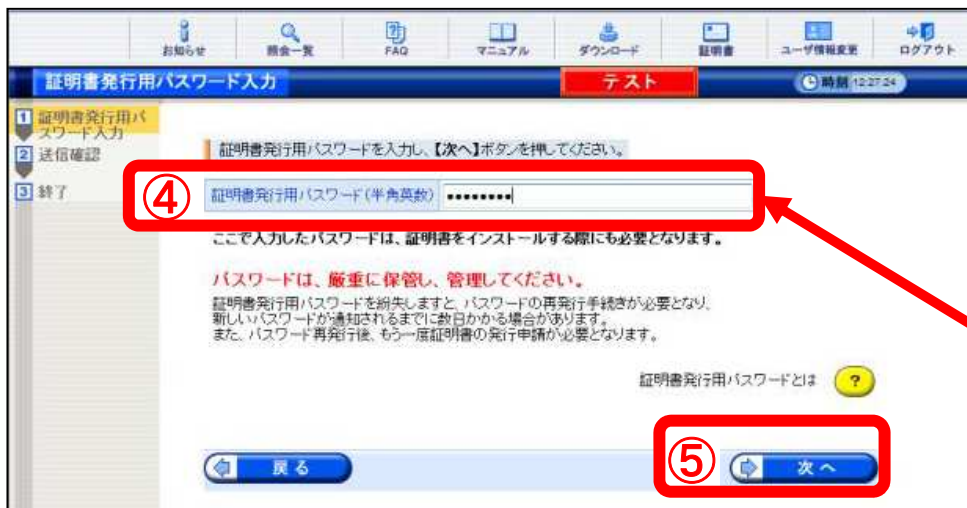 お知らせ 照会一覧 FAQ マニュアル ダウンロード 証明書 ユーザ情報変更 ログアウト
証明書発行用パスワード入力 テスト 時刻 12:27:24
1 証明書発行用パ
スワード入力
2 送信確認
3 終了
証明書発行用パスワードを入力し、【次へ】ボタンを押してください。
④ 証明書発行用パスワード(半角英数) ••••••••
ここで入力したパスワードは、証明書をインストールする際にも必要となります。
パスワードは、厳重に保管し、管理してください。
証明書発行用パスワードを紛失しますと、パスワードの再発行手続きが必要となり、
新しいパスワードが通知されるまでに数日かかる場合があります。
また、パスワード再発行後、もう一度証明書の発行申請が必要となります。
証明書発行用パスワードとは ?
戻る ⑤ 次へ